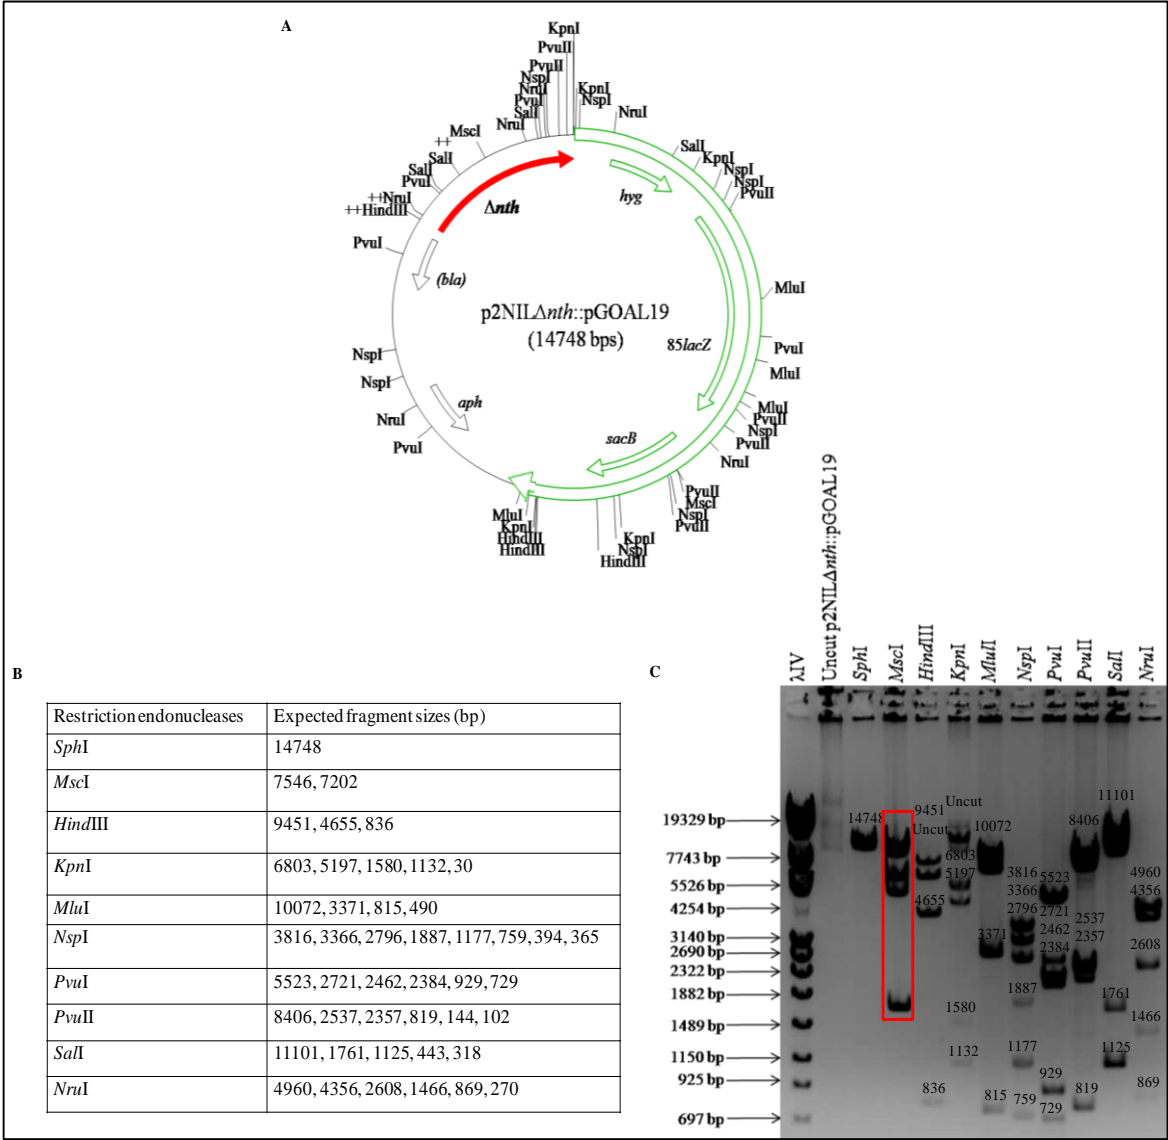 A
KpnI
PvuII
PvuII
NspI
NruI
PvuI
SalI
NruI
++ MscI
SalI
SalI
PvuI
++NruI
++HindIII
PvuI
NspI
NspI
NruI
PvuI
KpnI
NspI
NruI
SalI
KpnI
NspI
NspI
PvuII
MluI
PvuI
MluI
MluI
PvuII
NspI
PvuII
NruI
PvuII
MscI
NspI
PvuII
KpnI
NspI
HindIII
MluI
KpnI
HindIII
HindIII
hyg
Δnth
(bla)
p2NILΔnth::pGOAL19
(14748 bps)
85lacZ
aph
sacB
B
Restriction endonucleases Expected fragment sizes (bp)
SphI 14748
MscI 7546, 7202
HindIII 9451, 4655, 836
KpnI 6803, 5197, 1580, 1132, 30
MluI 10072, 3371, 815, 490
NspI 3816, 3366, 2796, 1887, 1177, 759, 394, 365
PvuI 5523, 2721, 2462, 2384, 929, 729
PvuII 8406, 2537, 2357, 819, 144, 102
SalI 11101, 1761, 1125, 443, 318
NruI 4960, 4356, 2608, 1466, 869, 270
C
λIV
Uncut p2NILΔnth::pGOAL19
SphI
MscI
HindIII
KpnI
MluII
NspI
PvuI
PvuII
SalI
NruI
19329 bp
7743 bp
5526 bp
4254 bp
3140 bp
2690 bp
2322 bp
1882 bp
1489 bp
1150 bp
925 bp
697 bp
14748
9451
Uncut
4655
836
Uncut
6803
5197
1580
1132
10072
3371
815
3816
3366
2796
1887
1177
759
5523
2721
2462
2384
929
729
8406
2537
2357
819
11101
1761
1125
4960
4356
2608
1466
869